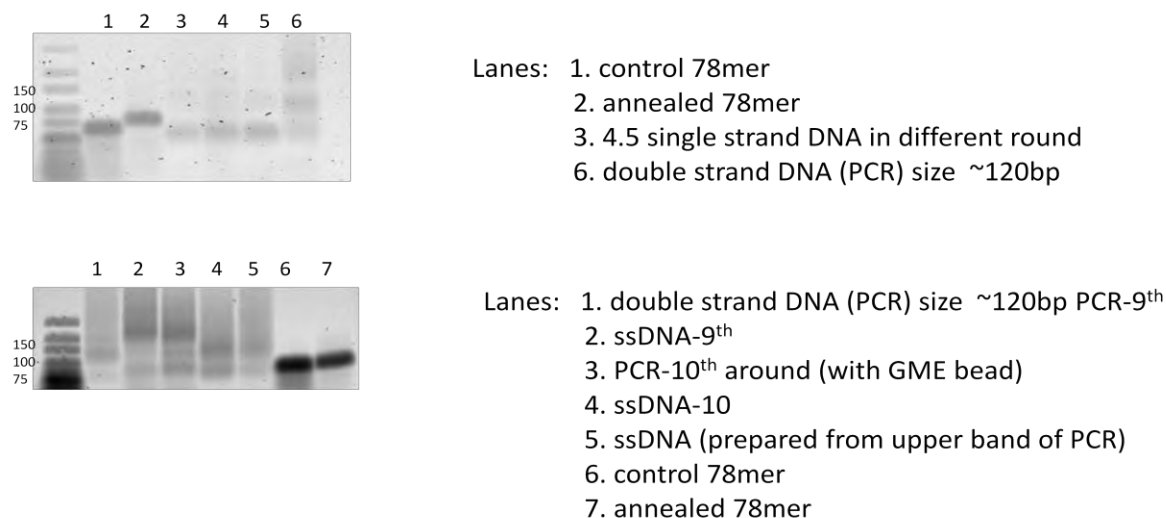 1 2 3 4 5 6
150
100
75
Lanes: 1. control 78mer
2. annealed 78mer
3. 4.5 single strand DNA in different round
6. double strand DNA (PCR) size ~120bp
1 2 3 4 5 6 7
150
100
75
Lanes: 1. double strand DNA (PCR) size ~120bp PCR-9th
2. ssDNA-9th
3. PCR-10th around (with GME bead)
4. ssDNA-10
5. ssDNA (prepared from upper band of PCR)
6. control 78mer
7. annealed 78mer